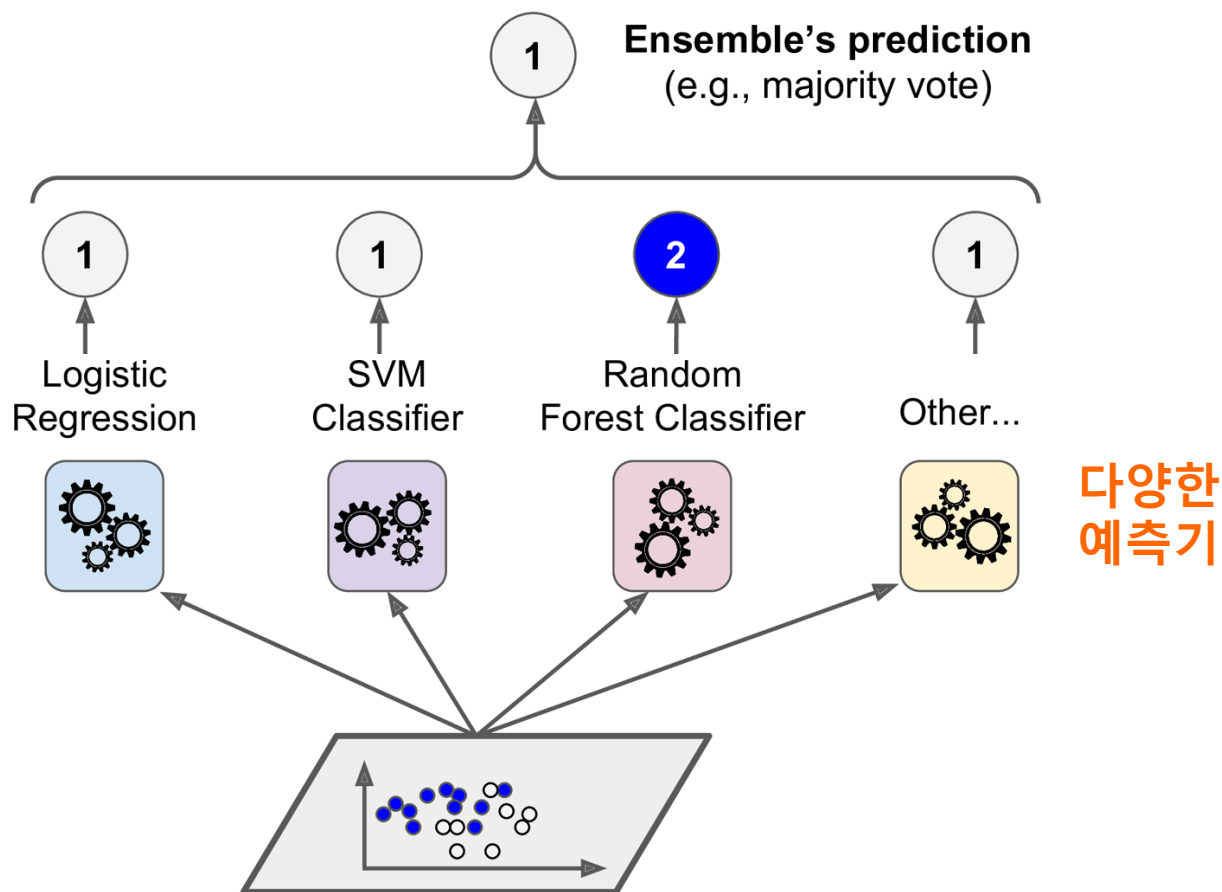 1
Ensemble's prediction
(e.g., majority vote)
1
1
2
1
Logistic
Regression
SVM
Classifier
Random
Forest Classifier
Other...
다양한
예측기